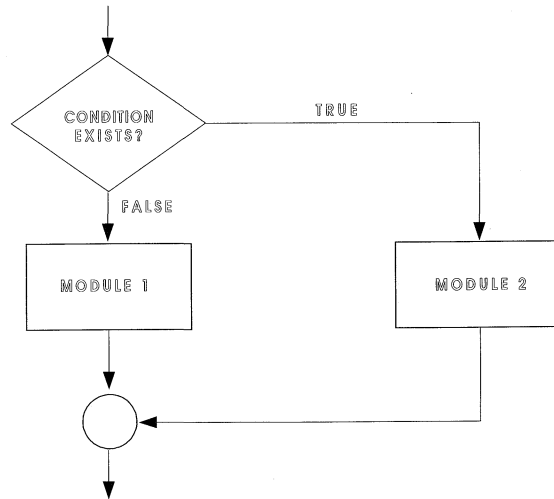 CONDITION
EXISTS?
TRUE
FALSE
MODULE 1
MODULE 2